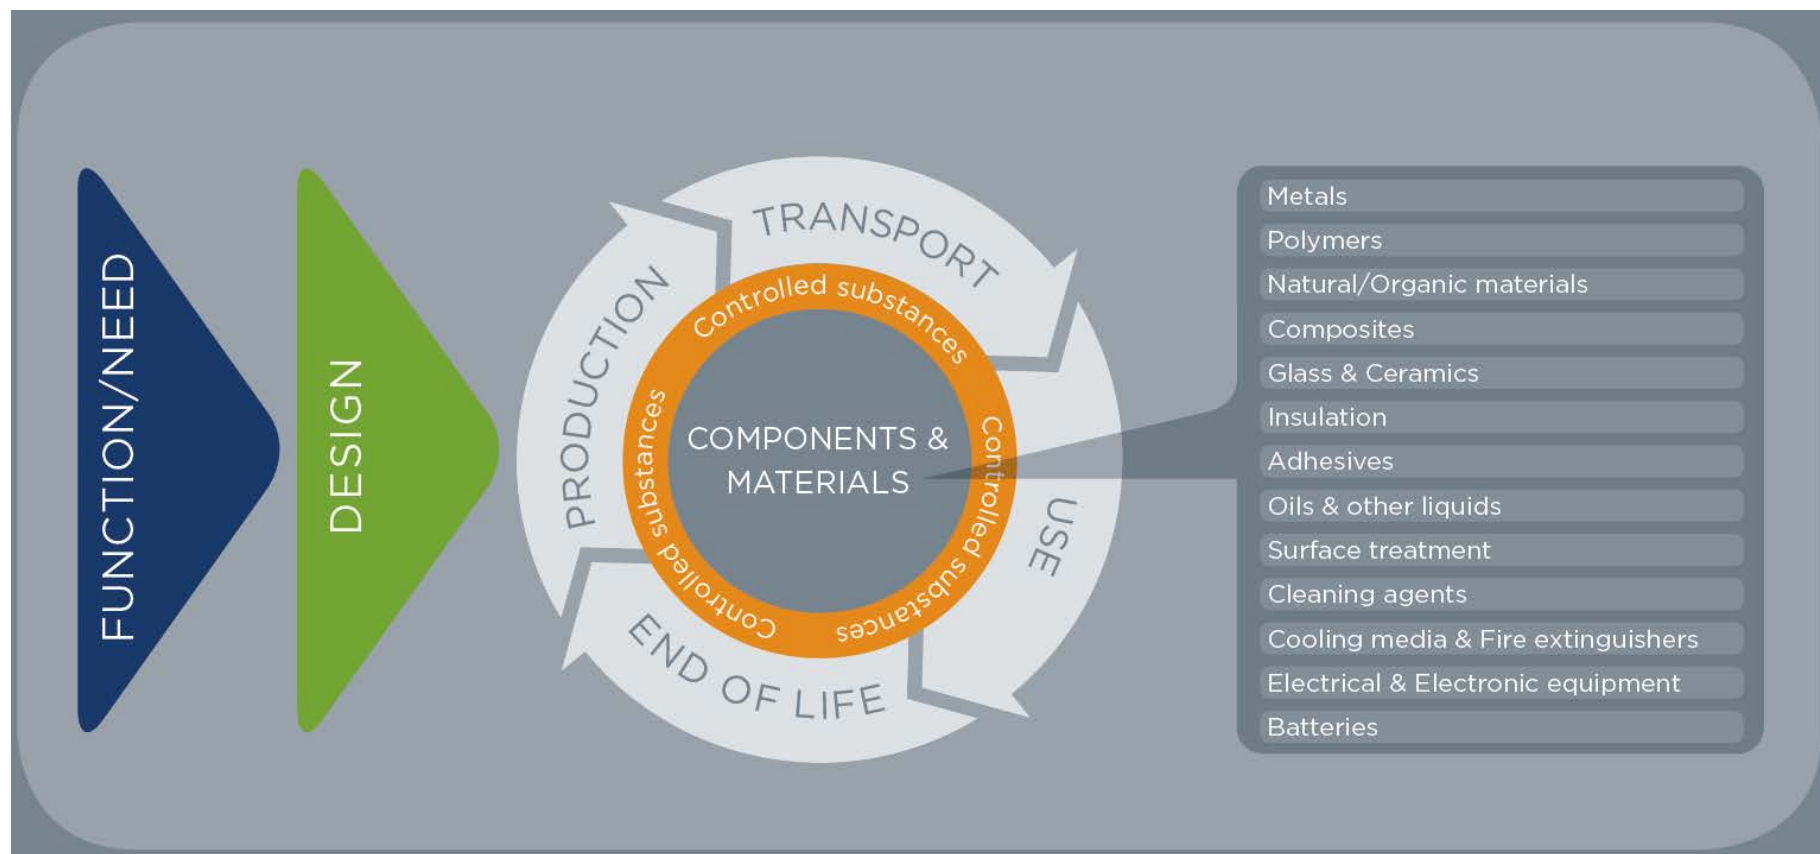 FUNCTION/NEED
DESIGN
PRODUCTION
TRANSPORT
USE
END OF LIFE
Controlled substances
Controlled substances
Controlled substances
COMPONENTS &
MATERIALS
Metals
Polymers
Natural/Organic materials
Composites
Glass & Ceramics
Insulation
Adhesives
Oils & other liquids
Surface treatment
Cleaning agents
Cooling media & Fire extinguishers
Electrical & Electronic equipment
Batteries